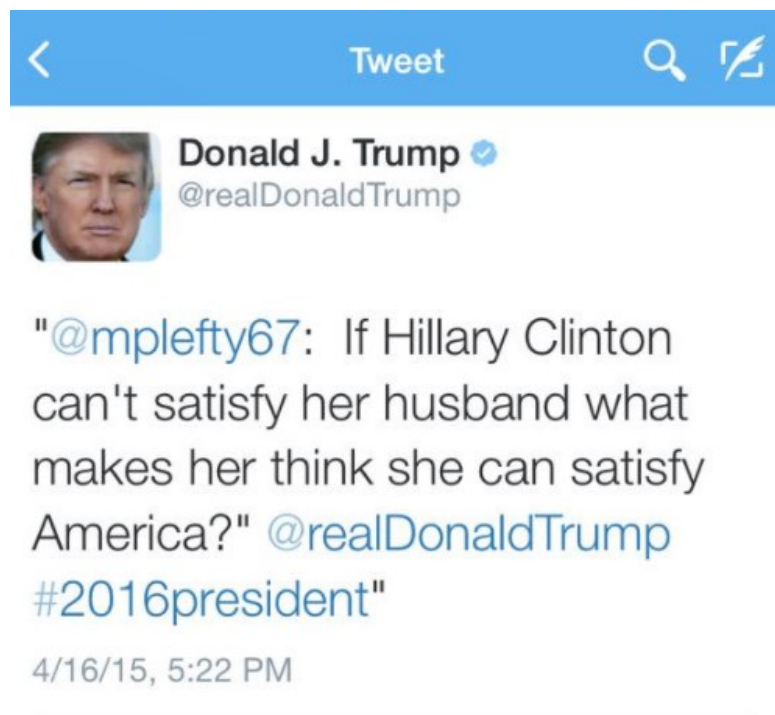 Tweet
Donald J. Trump
@realDonaldTrump
"@mplefty67:  If Hillary Clinton
can't satisfy her husband what
makes her think she can satisfy
America?" @realDonaldTrump
#2016president"
4/16/15, 5:22 PM